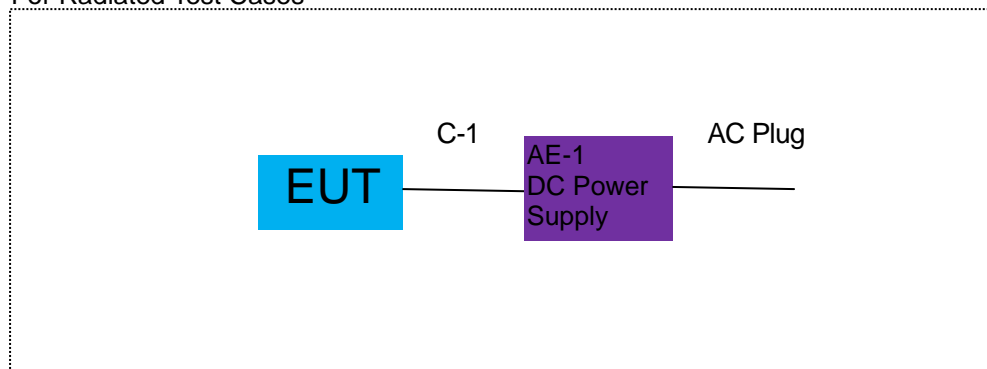 For Radiated Test Cases
C-1
AC Plug
EUT
AE-1
DC Power
Supply